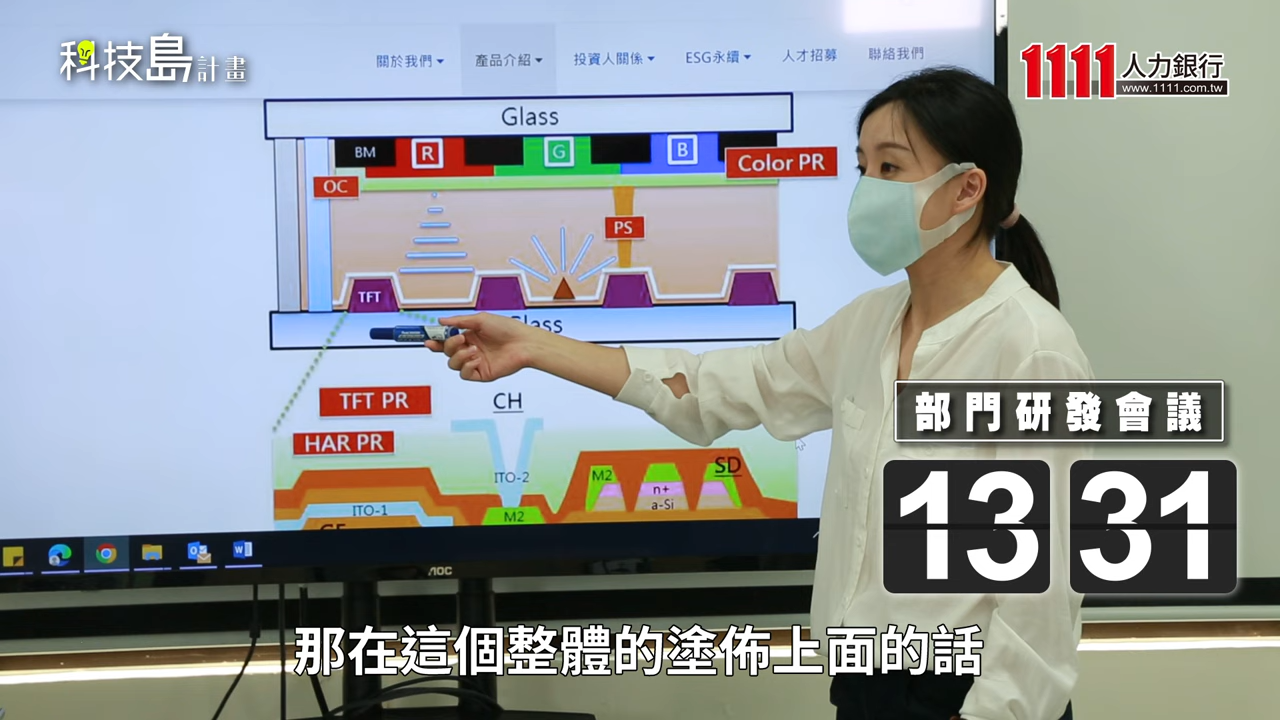 科技島計畫
1111 人力銀行
www.1111.com.tw
關於我們 產品介紹 投資人關係 ESG永續 人才招募 聯絡我們
Glass
BM R G B
Color PR
OC
PS
TFT
Glass
TFT PR
CH
HAR PR
ITO-2
M2
SD
n+
a-Si
ITO-1
M2
部門研發會議
13 31
那在這個整體的塗佈上面的話